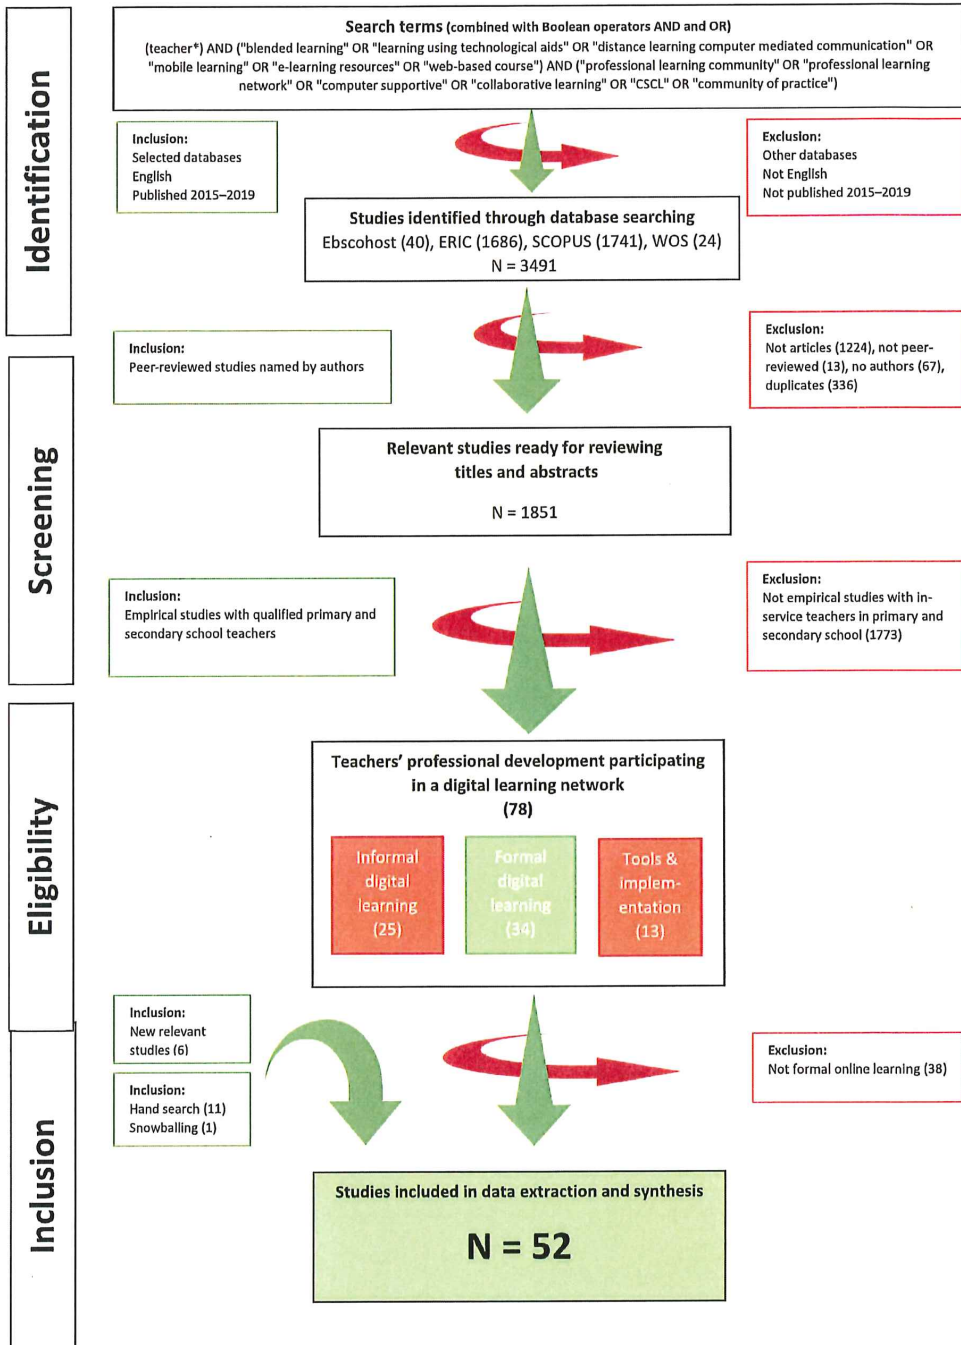 Identification
Search terms (combined with Boolean operators AND and OR)
(teacher*) AND ("blended learning" OR "learning using technological aids" OR "distance learning computer mediated communication" OR
"mobile learning" OR "e-learning resources" OR "web-based course") AND ("professional learning community" OR "professional learning
network" OR "computer supportive" OR "collaborative learning" OR "CSCL" OR "community of practice")
Inclusion:
Selected databases
English
Published 2015–2019
Exclusion:
Other databases
Not English
Not published 2015–2019
Studies identified through database searching
Ebscohost (40), ERIC (1686), SCOPUS (1741), WOS (24)
N = 3491
Screening
Inclusion:
Peer-reviewed studies named by authors
Exclusion:
Not articles (1224), not peer-
reviewed (13), no authors (67),
duplicates (336)
Relevant studies ready for reviewing
titles and abstracts
N = 1851
Inclusion:
Empirical studies with qualified primary and
secondary school teachers
Exclusion:
Not empirical studies with in-
service teachers in primary and
secondary school (1773)
Eligibility
Teachers' professional development participating
in a digital learning network
(78)
Informal
digital
learning
(25)
Formal
digital
learning
(34)
Tools &
implem-
entation
(13)
Inclusion
Inclusion:
New relevant
studies (6)
Inclusion:
Hand search (11)
Snowballing (1)
Exclusion:
Not formal online learning (38)
Studies included in data extraction and synthesis
N = 52